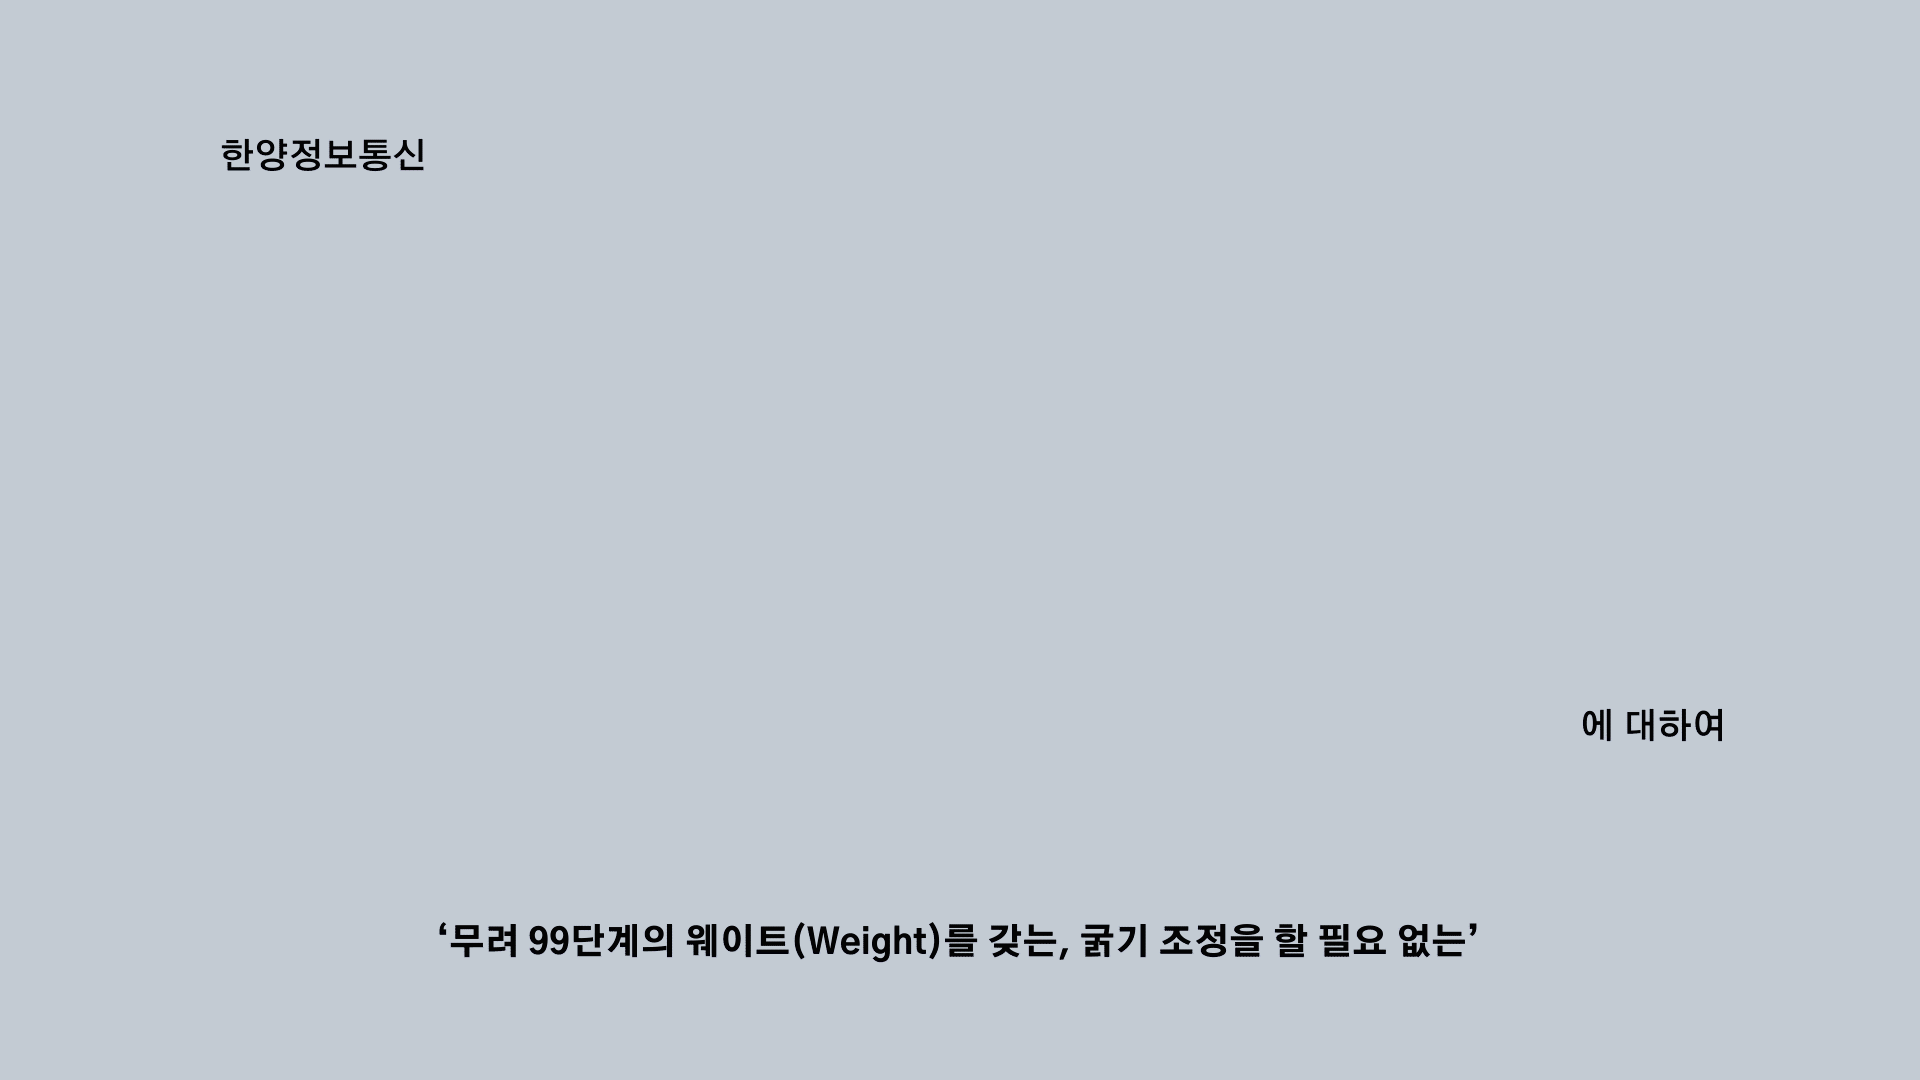 한양정보통신
에 대하여
‘무려 99단계의 웨이트(Weight)를 갖는, 굵기 조정을 할 필요 없는’